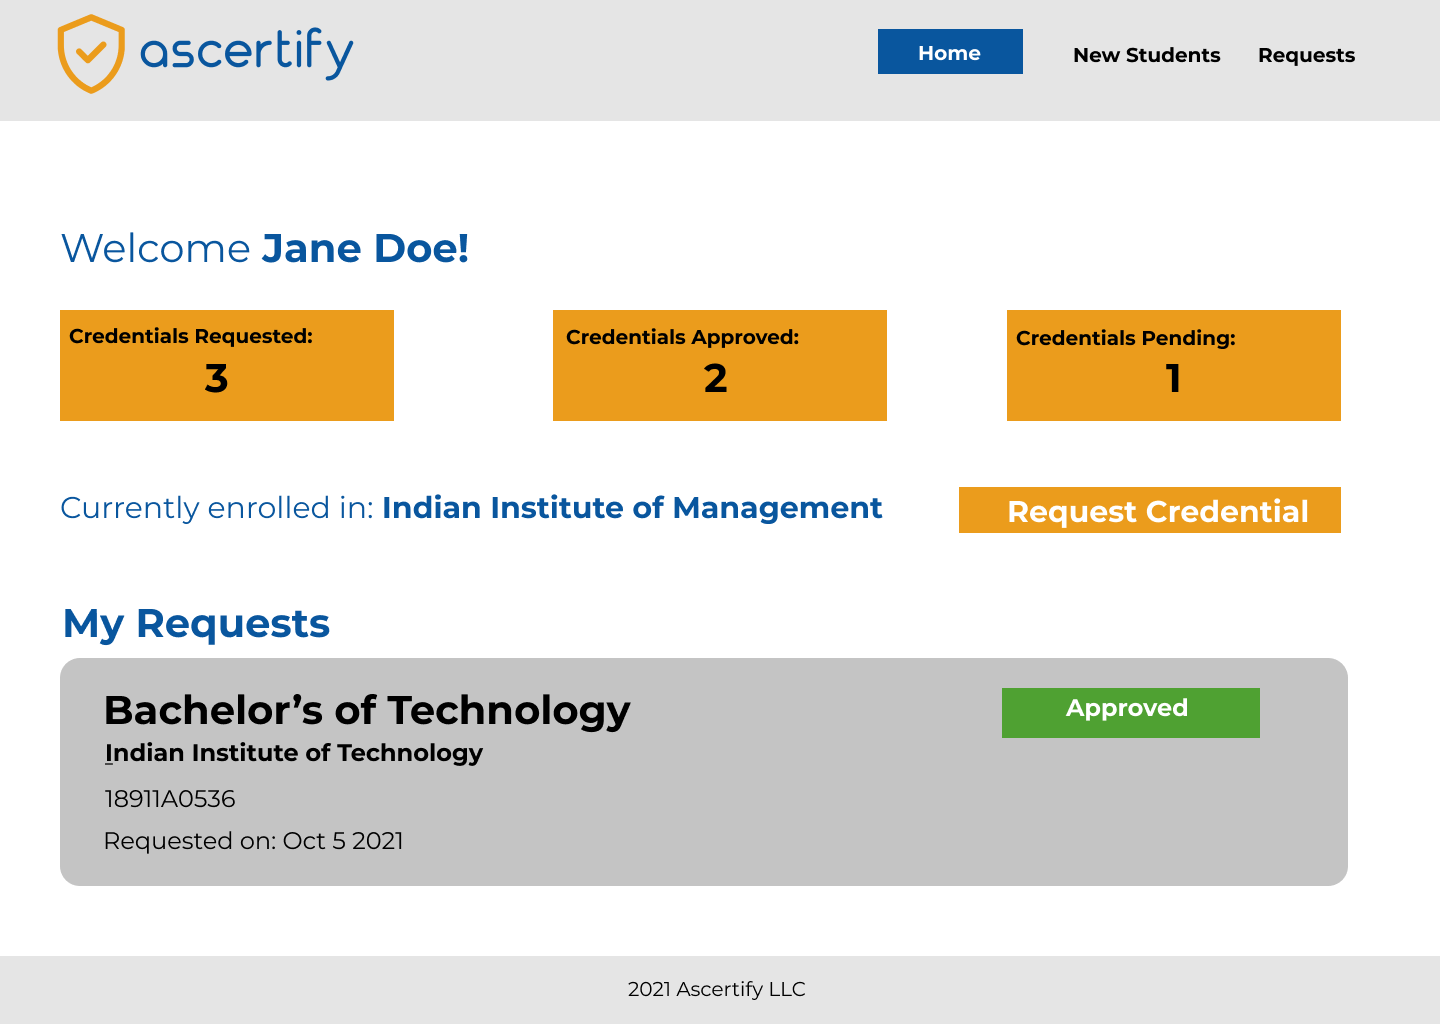 ascertify
Home
New Students
Requests
Welcome Jane Doe!
Credentials Requested:
3
Credentials Approved:
2
Credentials Pending:
1
Currently enrolled in: Indian Institute of Management
Request Credential
My Requests
Bachelor’s of Technology
Approved
Indian Institute of Technology
18911A0536
Requested on: Oct 5 2021
2021 Ascertify LLC